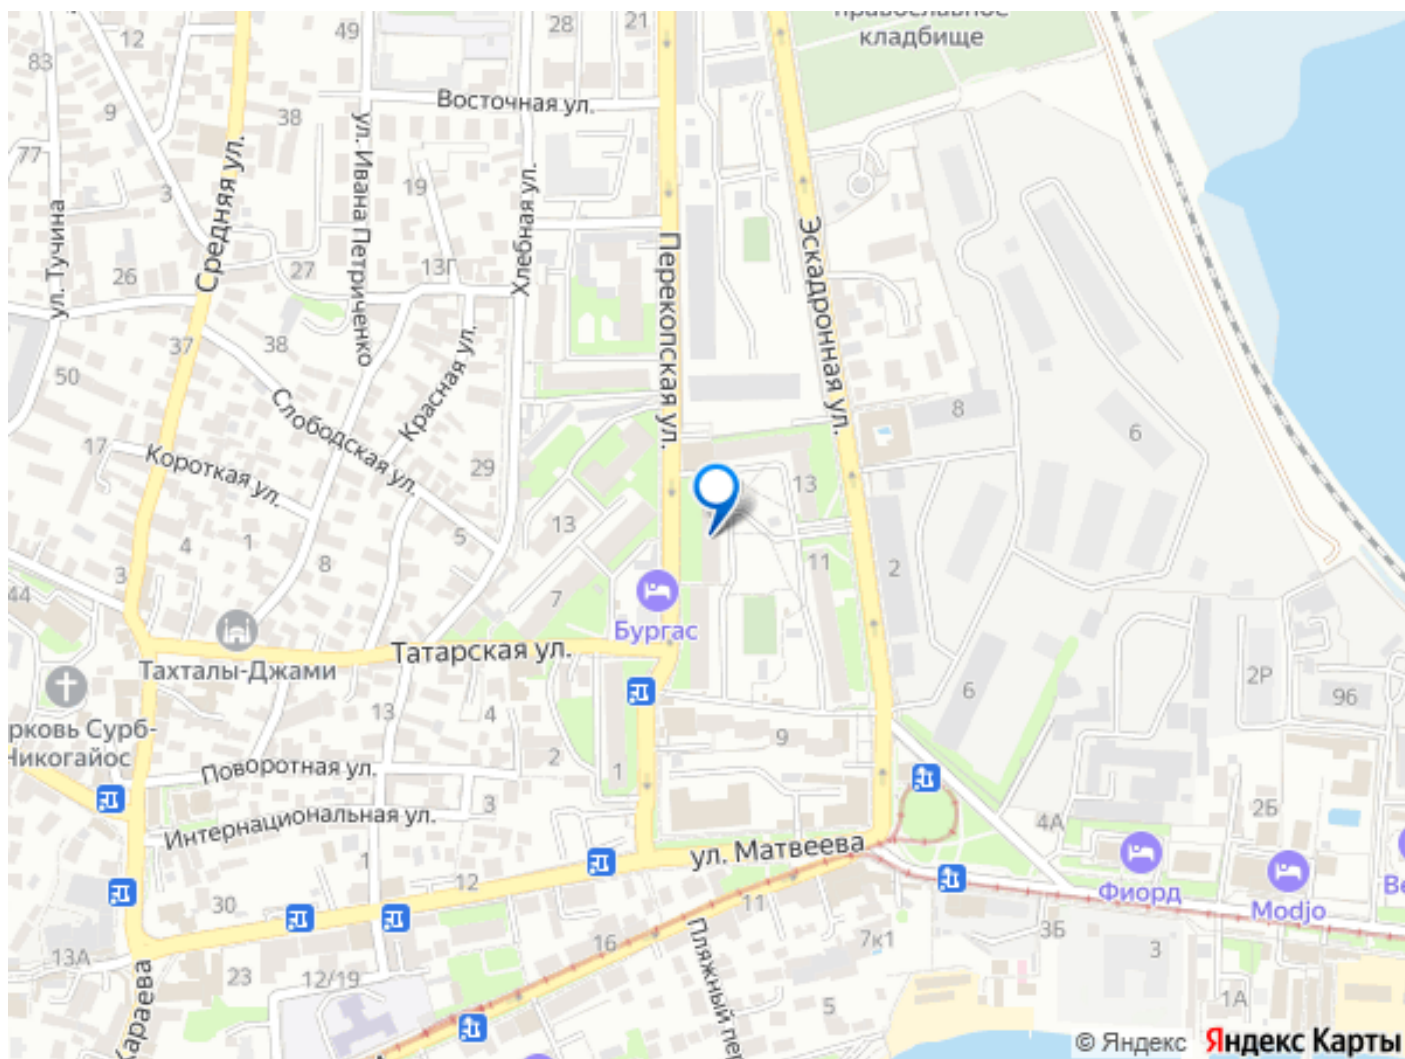 49
28
21
православное
кладбище
12
83
9
38
Восточная ул.
77
3
Средняя ул.
ул. Ивана Петриченко
19
Хлебная ул.
ул. Тучина
26
27
13Г
Перекопская ул.
Эскадронная ул.
37
38
50
Слободская ул.
Красная ул.
8
6
17
Короткая ул.
29
13
13
4
1
8
5
11
2
44
3
7
Бургас
Тахталы-Джами
Татарская ул.
6
2Р
96
13
4
рковь Сурб-
Никогайос
2
9
1
Поворотная ул.
3
Интернациональная ул.
4А
2Б
1
ул. Матвеева
Фиорд
Modjo
Ве
12
30
11
16
7к1
3Б
3
13А
23
12/19
Караева
Пляжный пер
5
1А
© Яндекс
Яндекс Карты